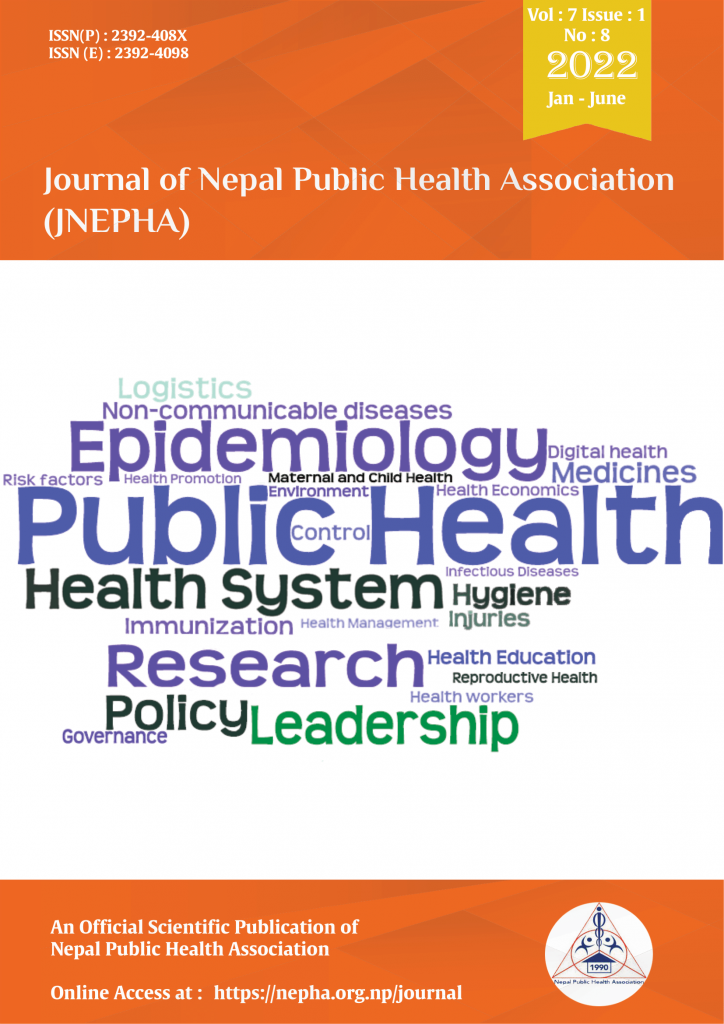 ISSN(P) : 2392-408X
ISSN (E) : 2392-4098
Vol : 7 Issue : 1
No : 8
2022
Jan - June
Journal of Nepal Public Health Association
(JNEPHA)
Logistics
Non-communicable diseases
Epidemiology
Digital health
Risk factors
Health Promotion
Maternal and Child Health
Medicines
Environment
Health Economics
Public Health
Control
Health System
Infectious Diseases
Hygiene
Immunization
Health Management
Injuries
Research
Health Education
Reproductive Health
Health workers
Policy
Leadership
Governance
An Official Scientific Publication of
Nepal Public Health Association
Online Access at : https://nepha.org.np/journal
1990
Nepal Public Health Association